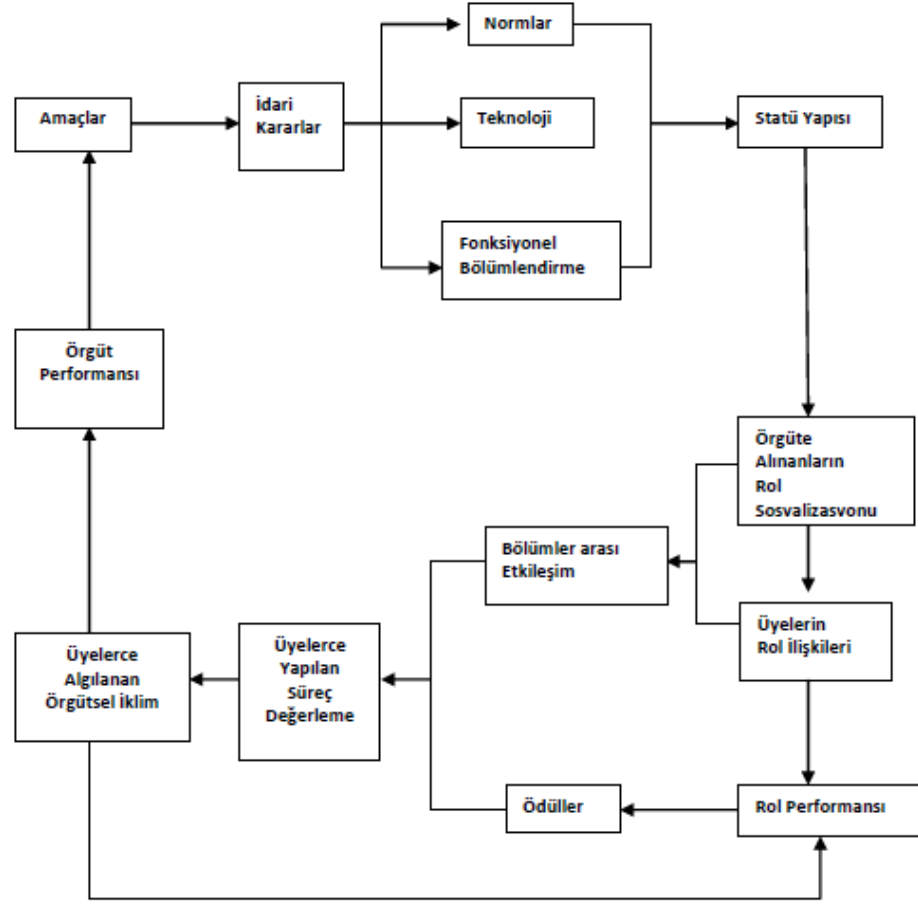 Normlar
Amaçlar
İdari
Kararlar
Teknoloji
Statü Yapısı
Fonksiyonel
Bölümlendirme
Örgüt
Performansı
Örgüte
Alınanların
Rol
Sosvalizasvonu
Bölümler arası
Etkileşim
Üyelerin
Rol İlişkileri
Üyelerce
Algılanan
Örgütsel İklim
Üyelerce
Yapılan
Süreç
Değerleme
Ödüller
Rol Performansı